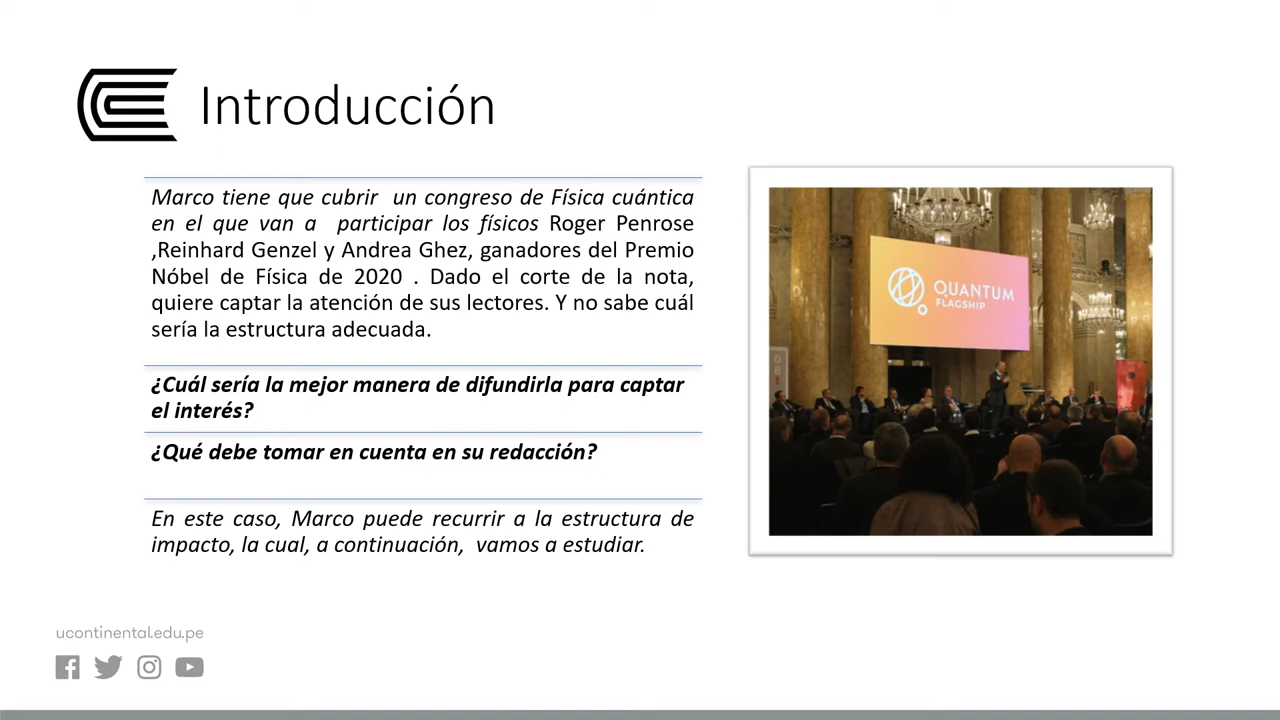 Introducción
Marco tiene que cubrir un congreso de Física cuántica
en el que van a participar los físicos Roger Penrose
,Reinhard Genzel y Andrea Ghez, ganadores del Premio
Nóbel de Física de 2020 . Dado el corte de la nota,
quiere captar la atención de sus lectores. Y no sabe cuál
sería la estructura adecuada.
¿Cuál sería la mejor manera de difundirla para captar
el interés?
¿Qué debe tomar en cuenta en su redacción?
En este caso, Marco puede recurrir a la estructura de
impacto, la cual, a continuación, vamos a estudiar.
QUANTUM
FLAGSHIP
ucontinental.edu.pe